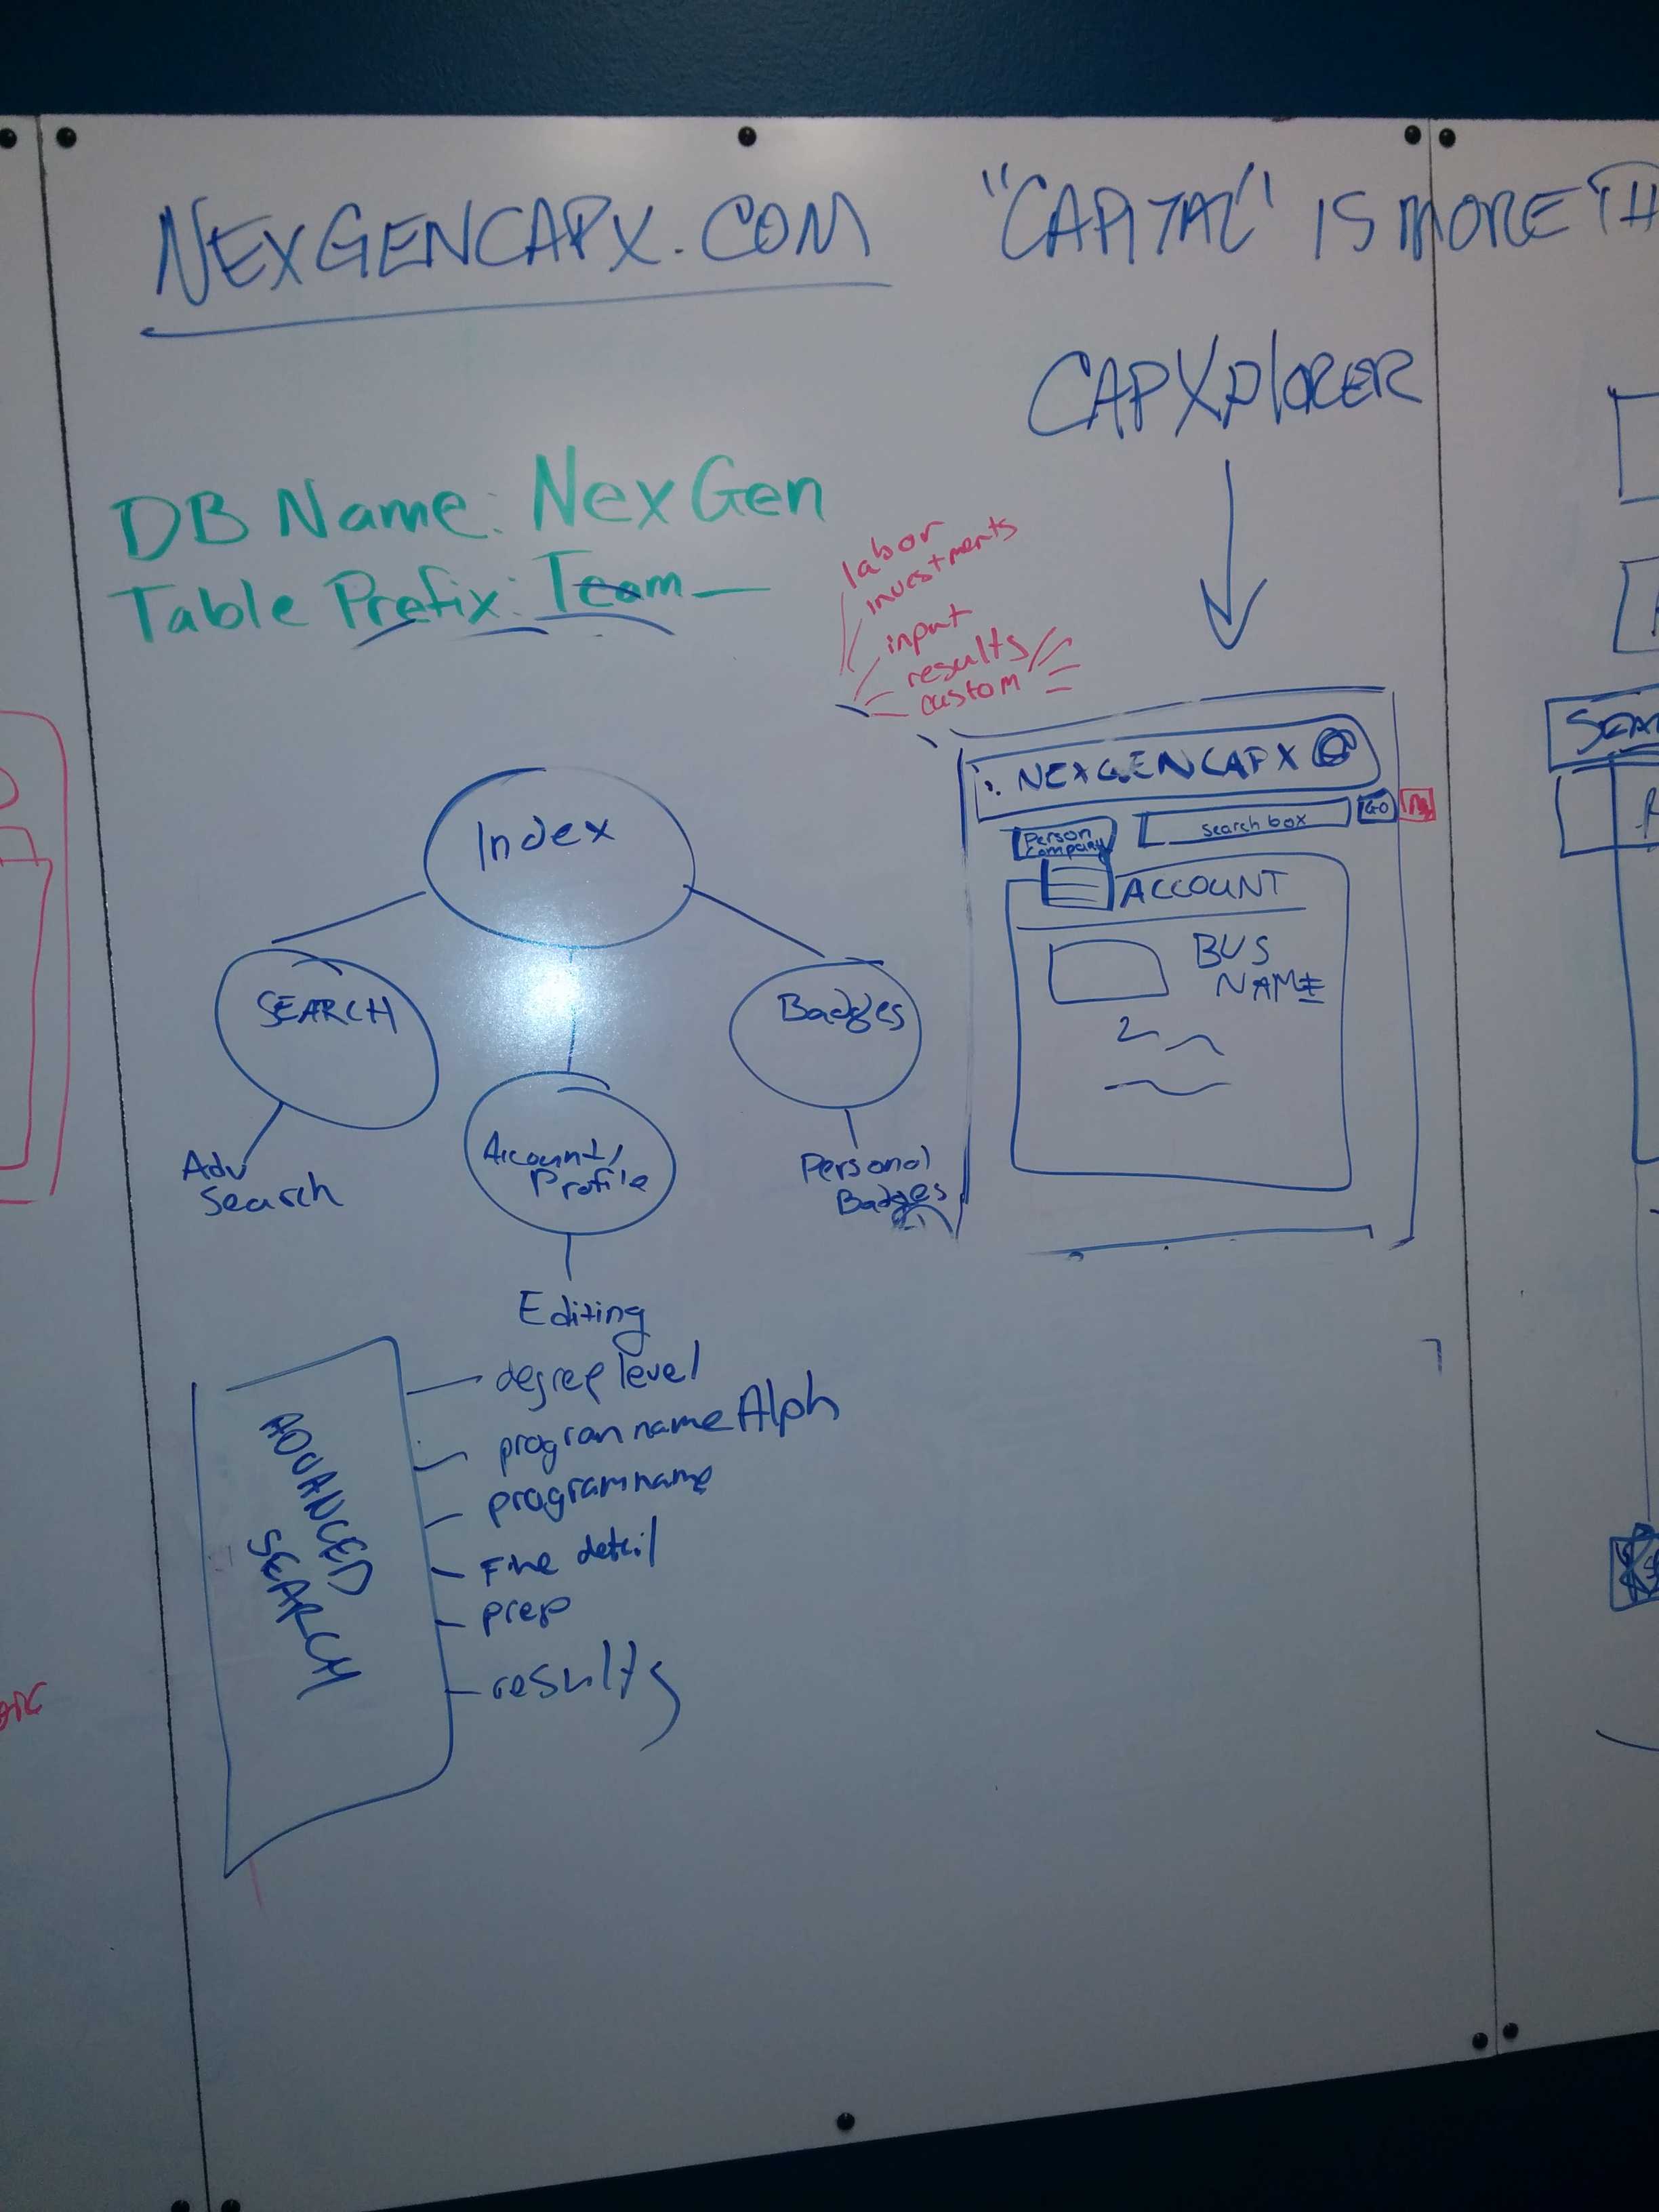 NEXGENCAPX.COM
"CAPITAL" IS MORE TH
CAPXPLORER
DB Name: NexGen
Table Prefix: Team_
labor
investments
input
results
custom
Index
SEARCH
Badges
Account/
Profile
Adv
Search
Personal
Badges
Editing
NEXGENCAPX
Person
Company
Search box
GO
ACCOUNT
BUS
NAME
ADVANCED
SEARCH
degree level
program name Alph
program name
Fine detail
prep
results